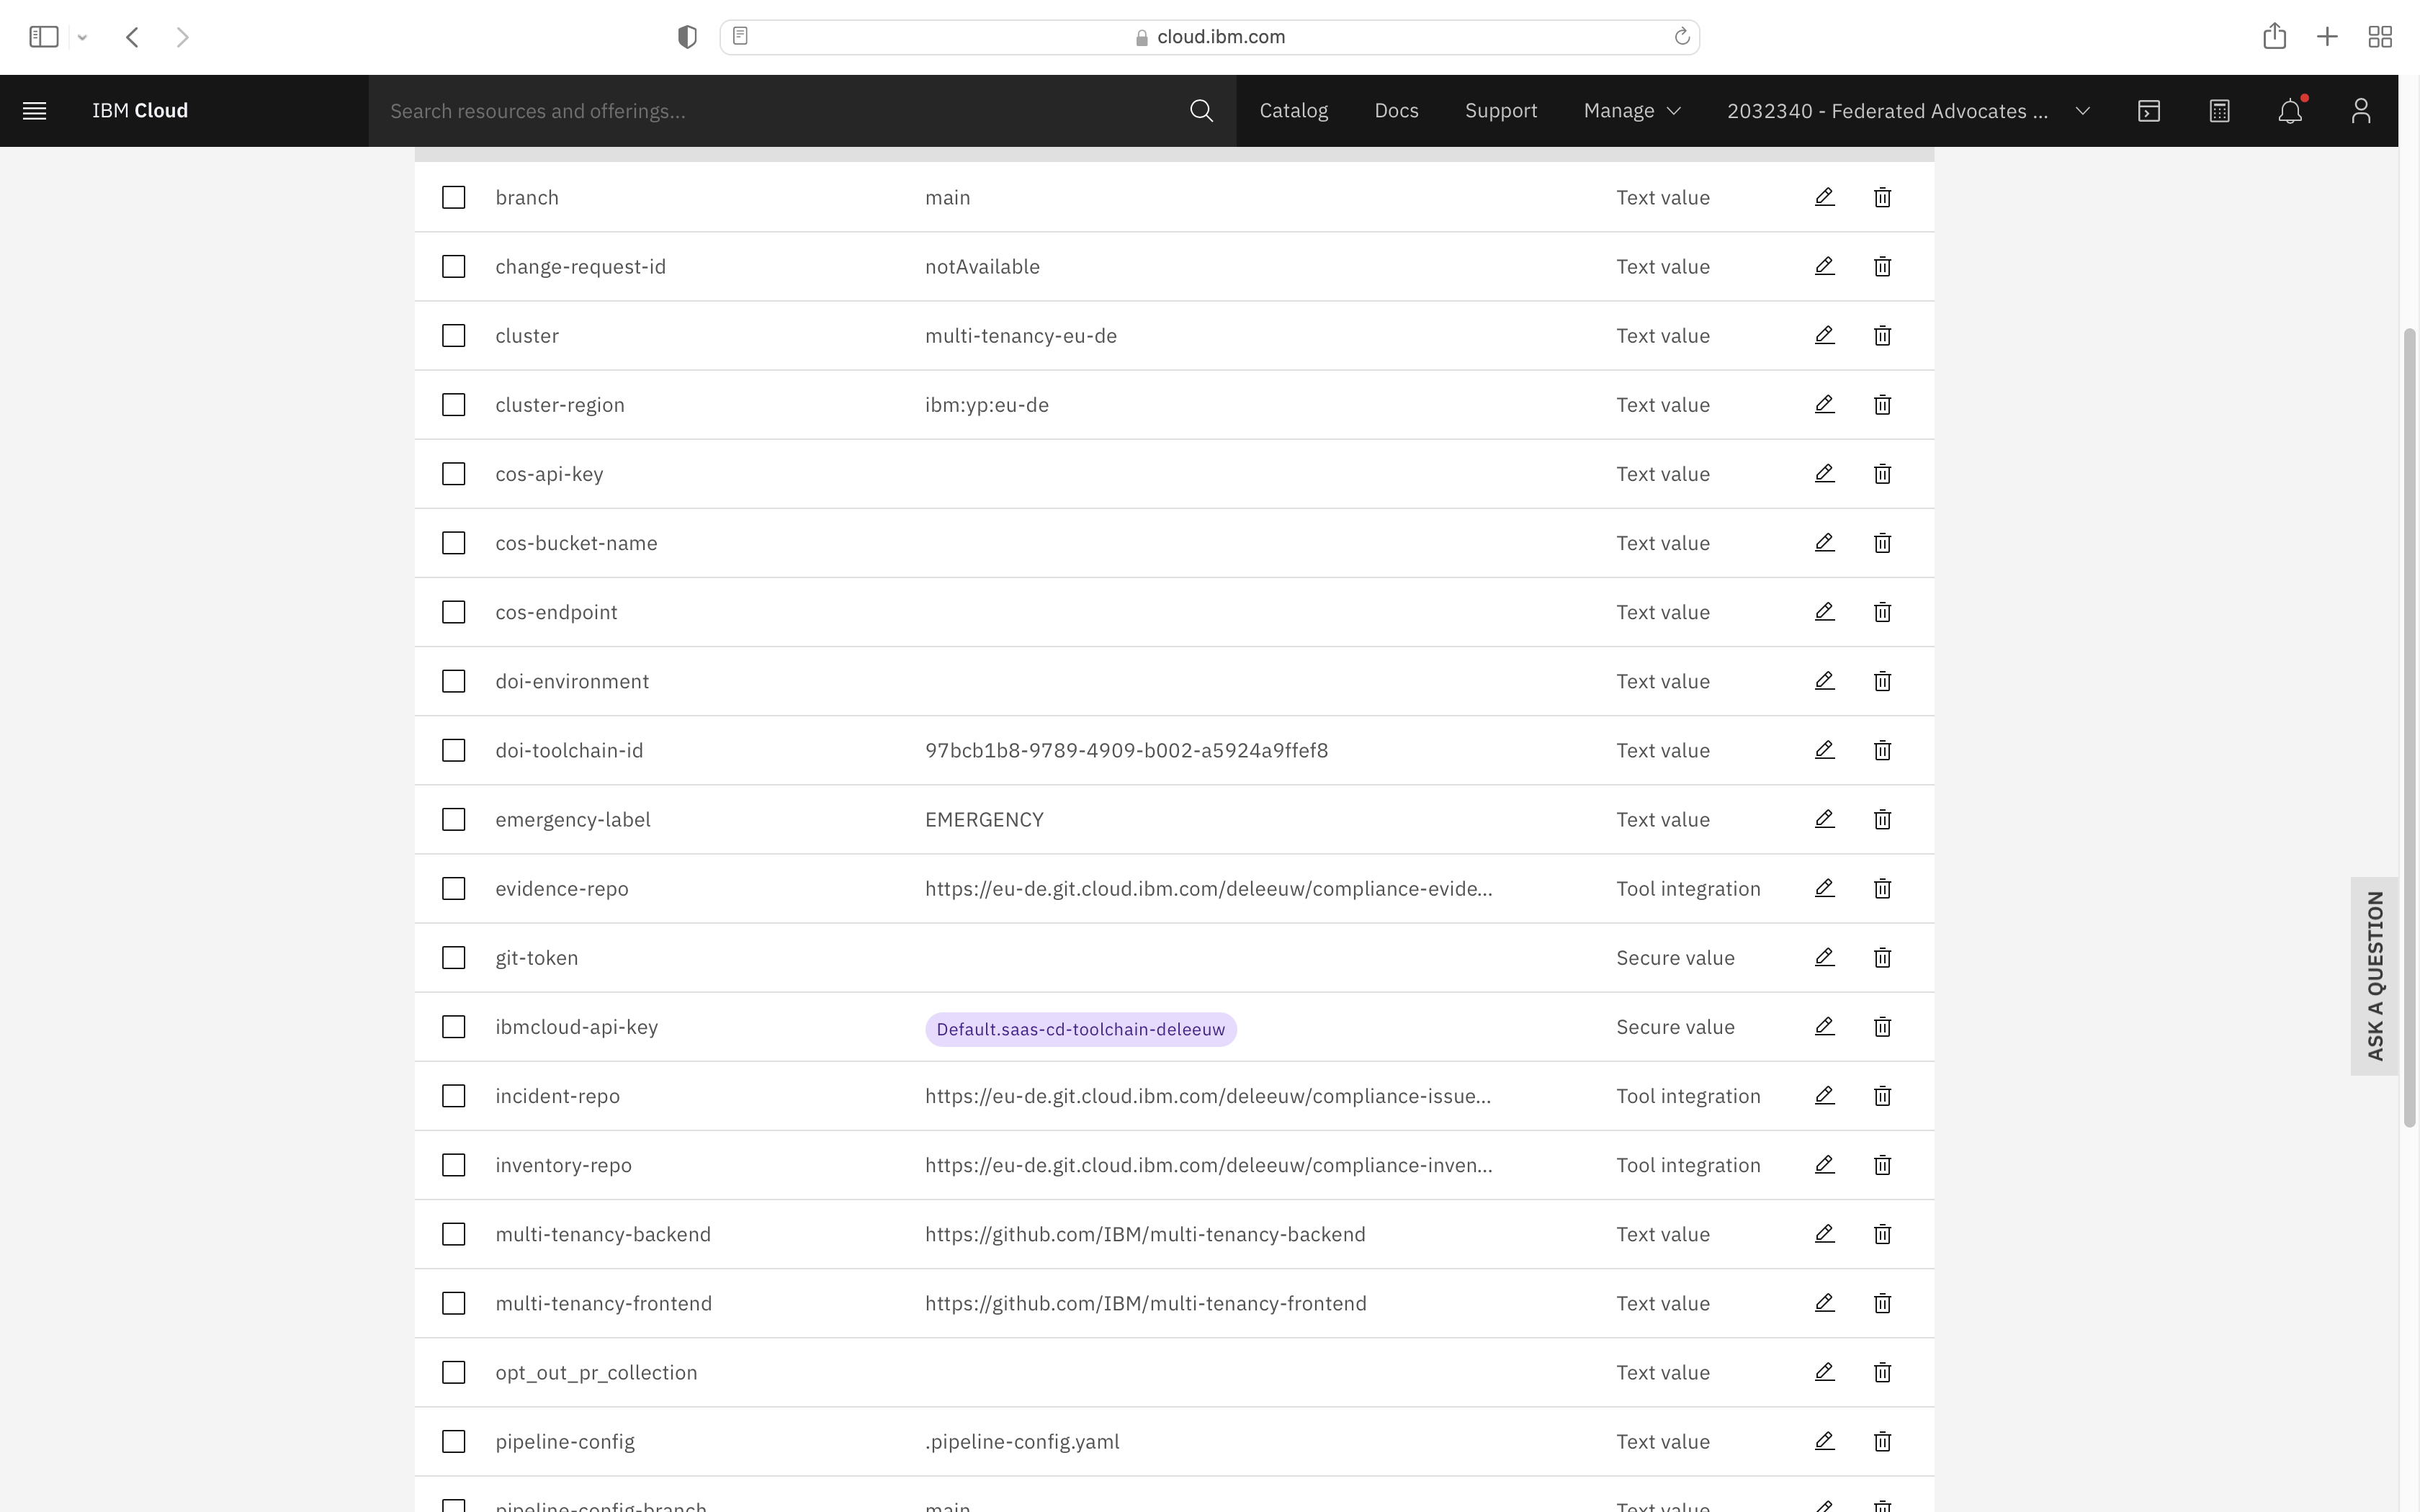 cloud.ibm.com
IBM Cloud
Search resources and offerings...
Catalog
Docs
Support
Manage
2032340 - Federated Advocates ...
branch main Text value
change-request-id notAvailable Text value
cluster multi-tenancy-eu-de Text value
cluster-region ibm:yp:eu-de Text value
cos-api-key Text value
cos-bucket-name Text value
cos-endpoint Text value
doi-environment Text value
doi-toolchain-id 97bcb1b8-9789-4909-b002-a5924a9ffef8 Text value
emergency-label EMERGENCY Text value
evidence-repo https://eu-de.git.cloud.ibm.com/deleeuw/compliance-evide... Tool integration
git-token Secure value
ibmcloud-api-key Default.saas-cd-toolchain-deleeuw Secure value
incident-repo https://eu-de.git.cloud.ibm.com/deleeuw/compliance-issue... Tool integration
inventory-repo https://eu-de.git.cloud.ibm.com/deleeuw/compliance-inven... Tool integration
multi-tenancy-backend https://github.com/IBM/multi-tenancy-backend Text value
multi-tenancy-frontend https://github.com/IBM/multi-tenancy-frontend Text value
opt_out_pr_collection Text value
pipeline-config .pipeline-config.yaml Text value
pipeline-config-branch main Text value
ASK A QUESTION